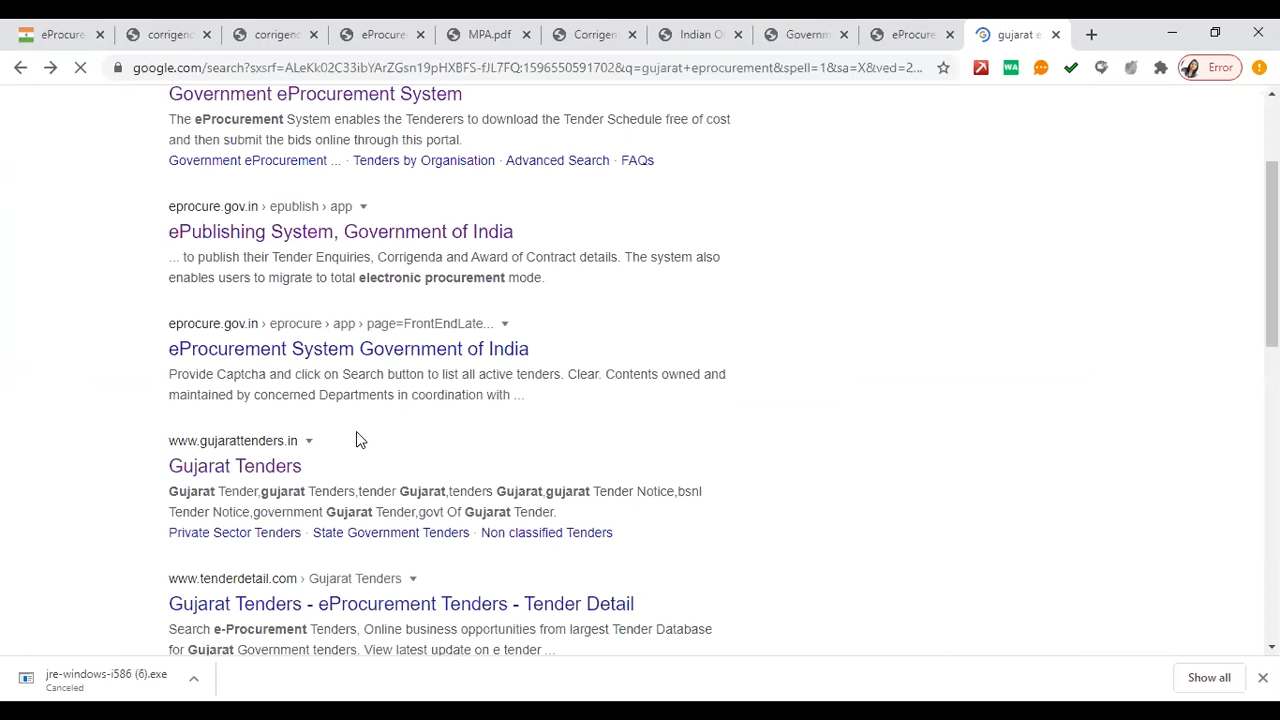 eProcure
corrigend
corrigend
eProcure
MPA.pdf
Corrigen
Indian O
Governm
eProcure
gujarat e
google.com/search?sxsrf=ALeKk02C33ibYArZGsn19pHXBFS-fJL7FQ:1596550591702&q=gujarat+eprocurement&spell=1&sa=X&ved=2...
Error
Government eProcurement System
The eProcurement System enables the Tenderers to download the Tender Schedule free of cost
and then submit the bids online through this portal.
Government eProcurement ... · Tenders by Organisation · Advanced Search · FAQs
eprocure.gov.in › epublish › app
ePublishing System, Government of India
... to publish their Tender Enquiries, Corrigenda and Award of Contract details. The system also
enables users to migrate to total electronic procurement mode.
eprocure.gov.in › eprocure › app › page=FrontEndLate...
eProcurement System Government of India
Provide Captcha and click on Search button to list all active tenders. Clear. Contents owned and
maintained by concerned Departments in coordination with ...
www.gujarattenders.in
Gujarat Tenders
Gujarat Tender,gujarat Tenders,tender Gujarat,tenders Gujarat,gujarat Tender Notice,bsnl
Tender Notice,government Gujarat Tender,govt Of Gujarat Tender.
Private Sector Tenders · State Government Tenders · Non classified Tenders
www.tenderdetail.com › Gujarat Tenders
Gujarat Tenders - eProcurement Tenders - Tender Detail
Search e-Procurement Tenders, Online business opportunities from largest Tender Database
for Gujarat Government tenders. View latest update on e tender ...
jre-windows-i586 (6).exe
Canceled
Show all